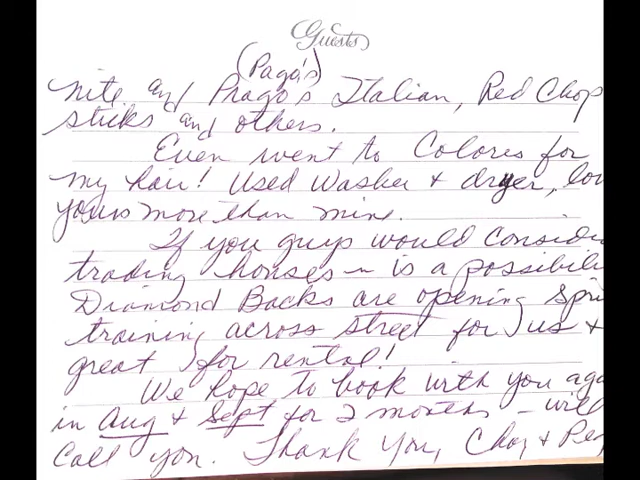 Guests
(Pago's)
nite and Prago's Italian, Red Chop
sticks and others.
Even went to Colores for
my hair! Used Washer & dryer, lov
yours more than mine.
If you guys would conside
trading houses - is a possibili
Diamond Backs are opening Spri
training across street for us &
great for rental!
We hope to book with you aga
in Aug & Sept for 2 months - will
call you. Thank You,